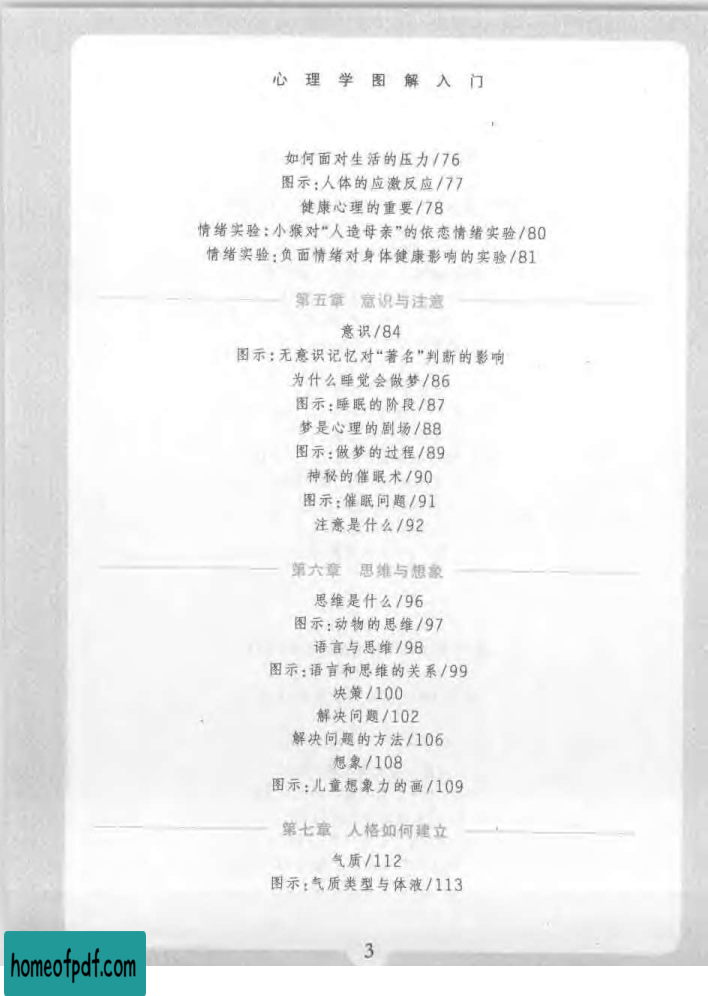 心理学图解入门
如何面对生活的压力/76
图示:人体的应激反应/77
健康心理的重要/78
情绪实验:小猴对“人造母亲”的依恋情绪实验/80
情绪实验:负面情绪对身体健康影响的实验/81
第五章 意识与注意
意识/84
图示:无意识记忆对“著名”判断的影响
为什么睡觉会做梦/86
图示:睡眠的阶段/87
梦是心理的剧场/88
图示:做梦的过程/89
神秘的催眠术/90
图示:催眠问题/91
注意是什么/92
第六章 思维与想象
思维是什么/96
图示:动物的思维/97
语言与思维/98
图示:语言和思维的关系/99
决策/100
解决问题/102
解决问题的方法/106
想象/108
图示:儿童想象力的画/109
第七章 人格如何建立
气质/112
图示:气质类型与体液/113
3
homeofpdf.com